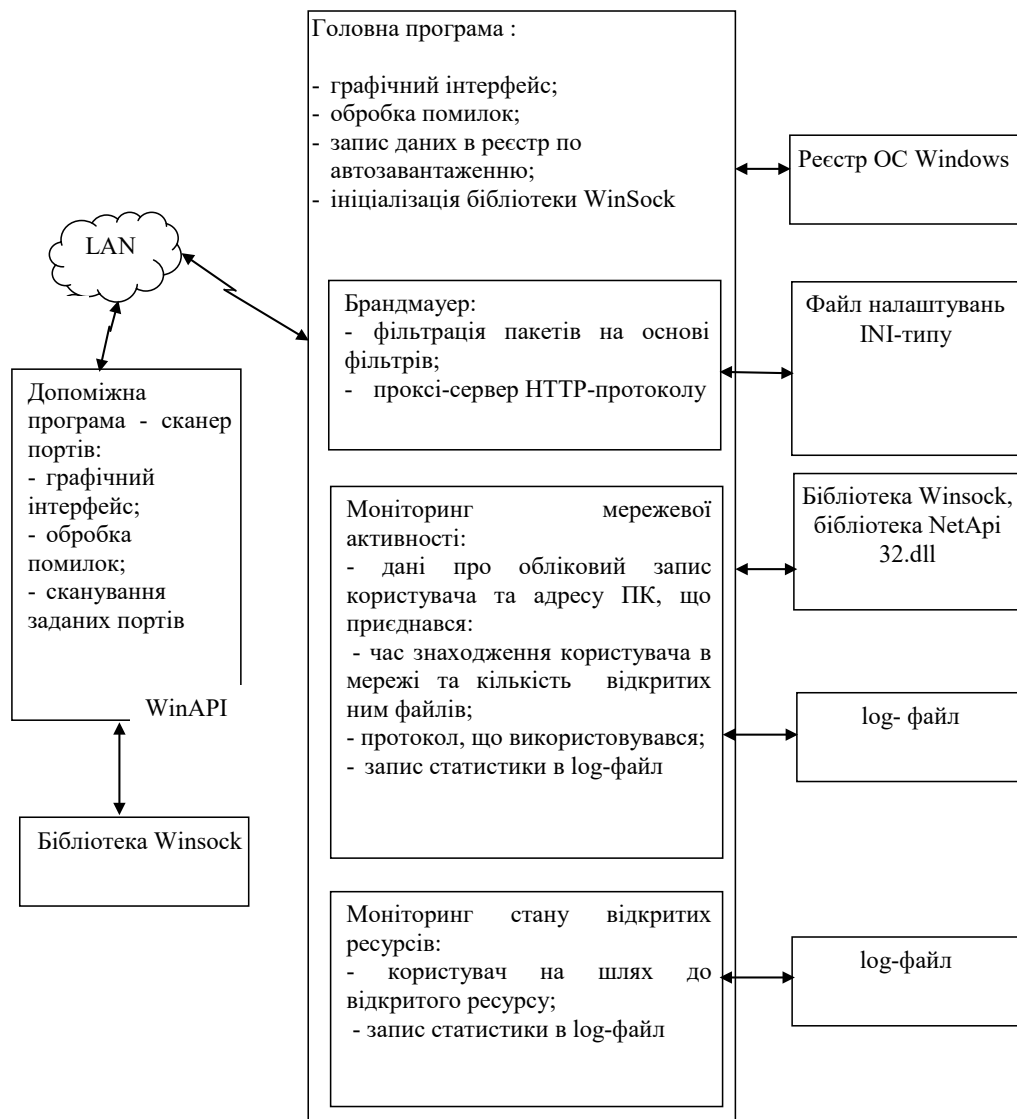 Головна програма :
- графічний інтерфейс;
- обробка помилок;
- запис даних в реєстр по
автозавантаженню;
- ініціалізація бібліотеки WinSock
Реєстр ОС Windows
LAN
Брандмауер:
- фільтрація пакетів на основі
фільтрів;
- проксі-сервер HTTP-протоколу
Файл налаштувань
INI-типу
Допоміжна
програма - сканер
портів:
- графічний
інтерфейс;
- обробка
помилок;
- сканування
заданих портів
WinAPI
Моніторинг мережевої
активності:
- дані про обліковий запис
користувача та адресу ПК, що
приєднався:
- час знаходження користувача в
мережі та кількість відкритих
ним файлів;
- протокол, що використовувався;
- запис статистики в log-файл
Бібліотека Winsock,
бібліотека NetApi
32.dll
log- файл
Бібліотека Winsock
Моніторинг стану відкритих
ресурсів:
- користувач на шлях до
відкритого ресурсу;
- запис статистики в log-файл
log-файл